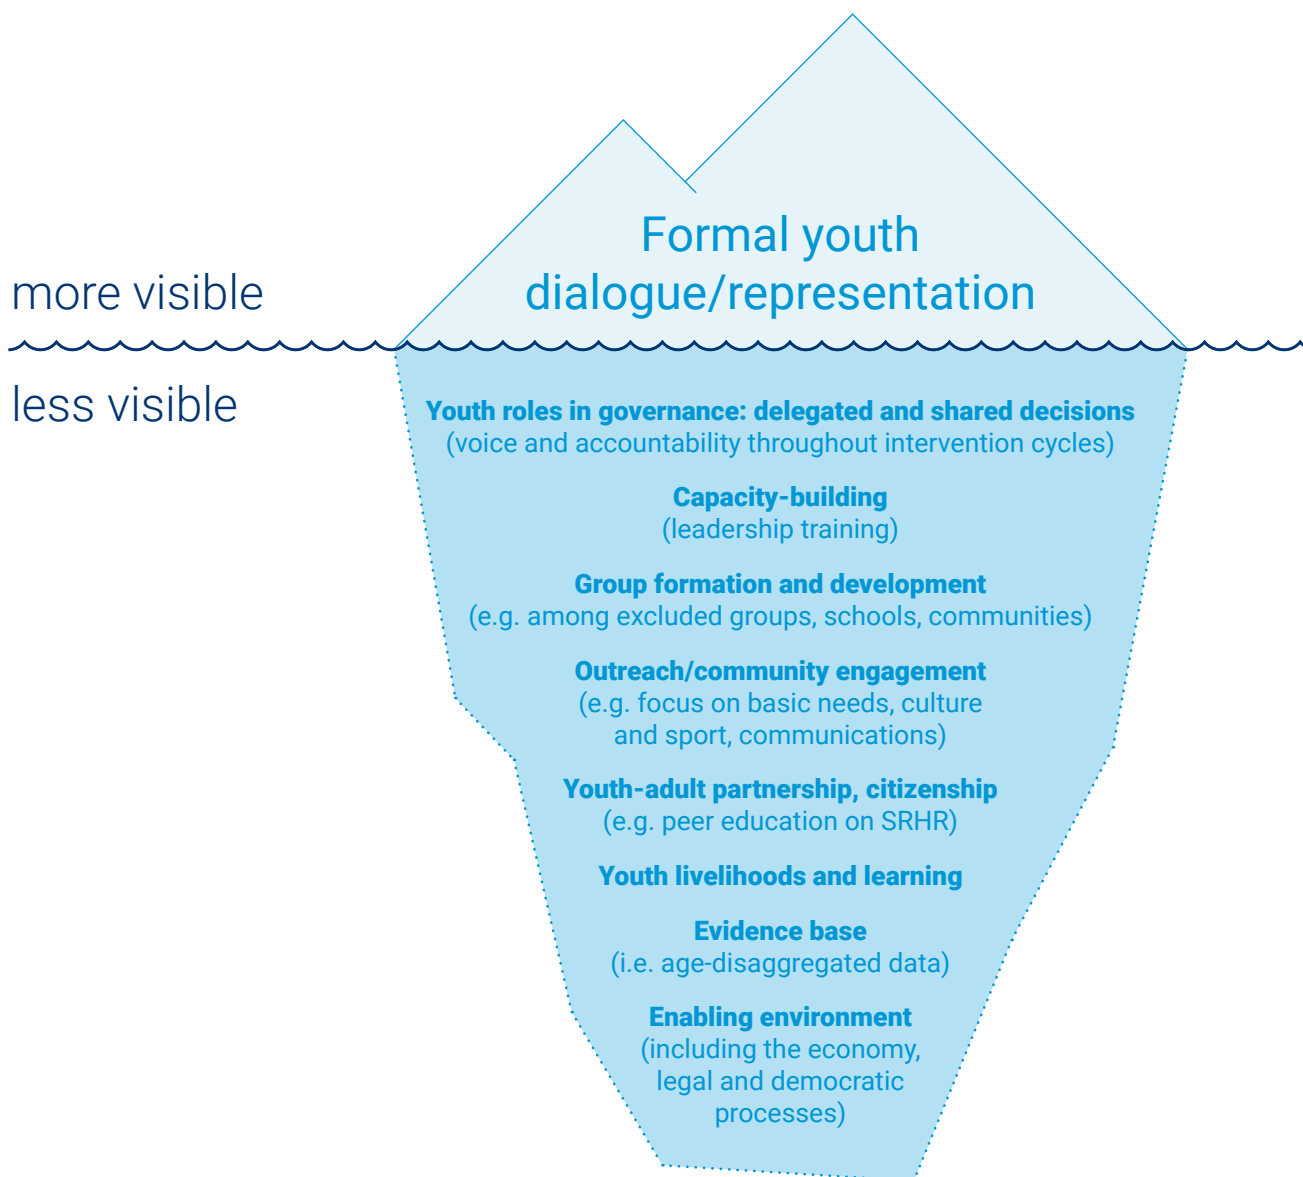 Formal youth
dialogue/representation
more visible
less visible
Youth roles in governance: delegated and shared decisions
(voice and accountability throughout intervention cycles)
Capacity-building
(leadership training)
Group formation and development
(e.g. among excluded groups, schools, communities)
Outreach/community engagement
(e.g. focus on basic needs, culture
and sport, communications)
Youth-adult partnership, citizenship
(e.g. peer education on SRHR)
Youth livelihoods and learning
Evidence base
(i.e. age-disaggregated data)
Enabling environment
(including the economy,
legal and democratic
processes)